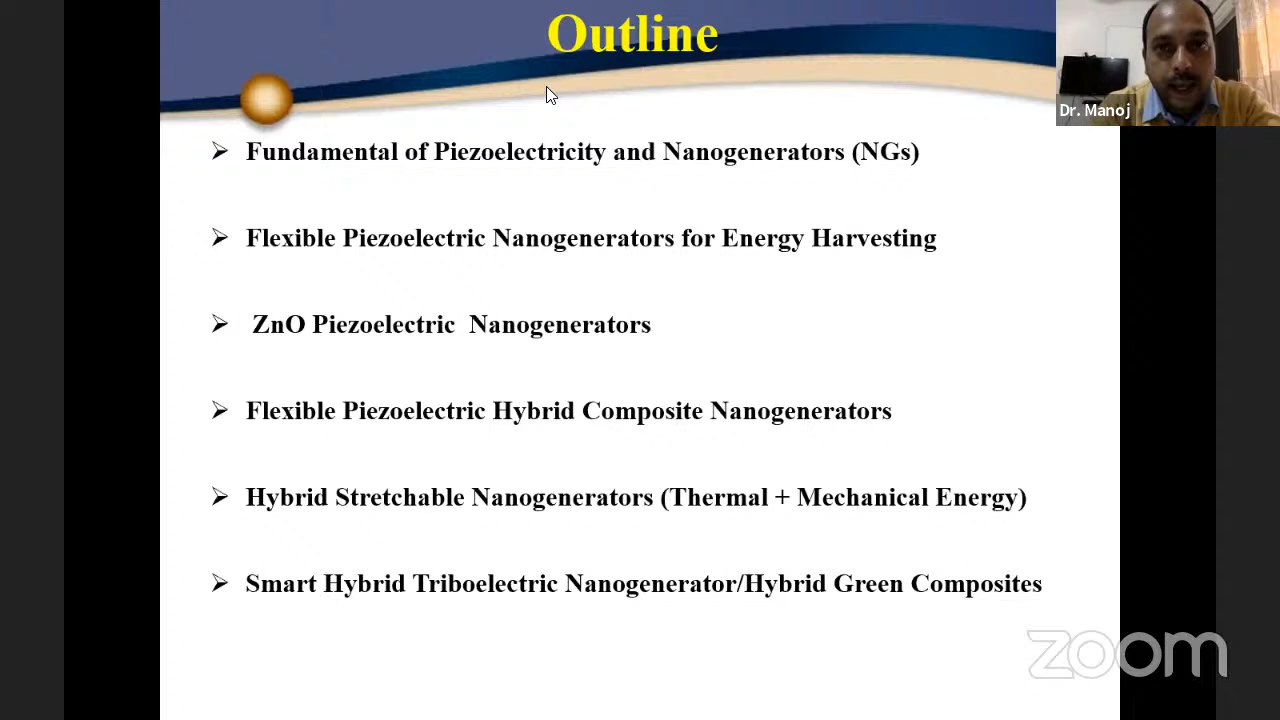 Outline
Dr. Manoj
➢ Fundamental of Piezoelectricity and Nanogenerators (NGs)
➢ Flexible Piezoelectric Nanogenerators for Energy Harvesting
➢ ZnO Piezoelectric Nanogenerators
➢ Flexible Piezoelectric Hybrid Composite Nanogenerators
➢ Hybrid Stretchable Nanogenerators (Thermal + Mechanical Energy)
➢ Smart Hybrid Triboelectric Nanogenerator/Hybrid Green Composites
zoom